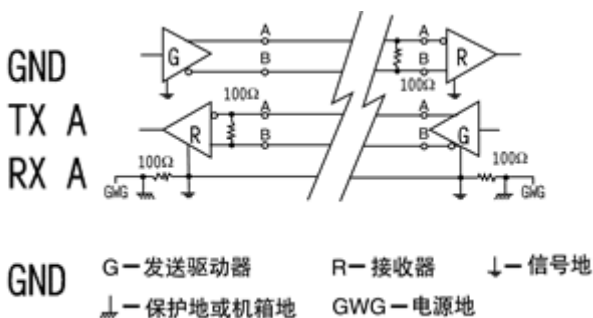 A
G
B
A
B
R
100Ω
GND
100Ω
A
R
B
A
B
G
TX A
100Ω
GWG
100Ω
GWG
RX A
GND
G－发送驱动器
R－接收器
－信号地
－保护地或机箱地
GWG－电源地